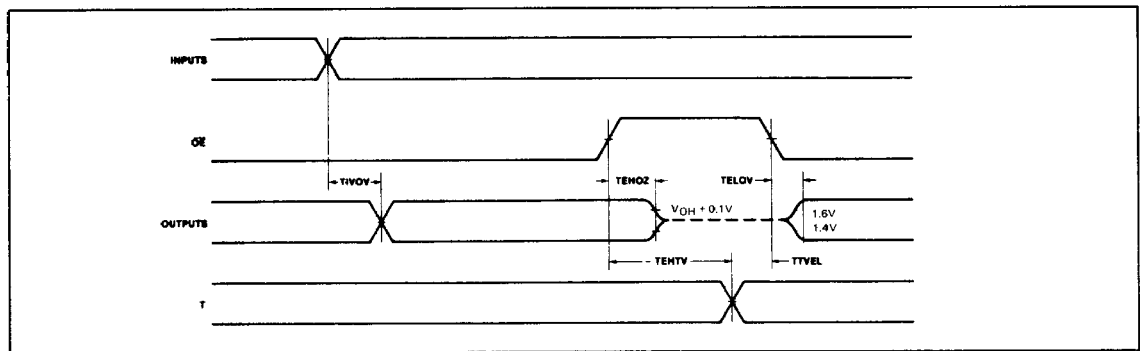 INPUTS
OE
TIVOV
TEHOZ
TELOV
OUTPUTS
VOH + 0.1V
1.6V
1.4V
TEHTV
TTVEL
T